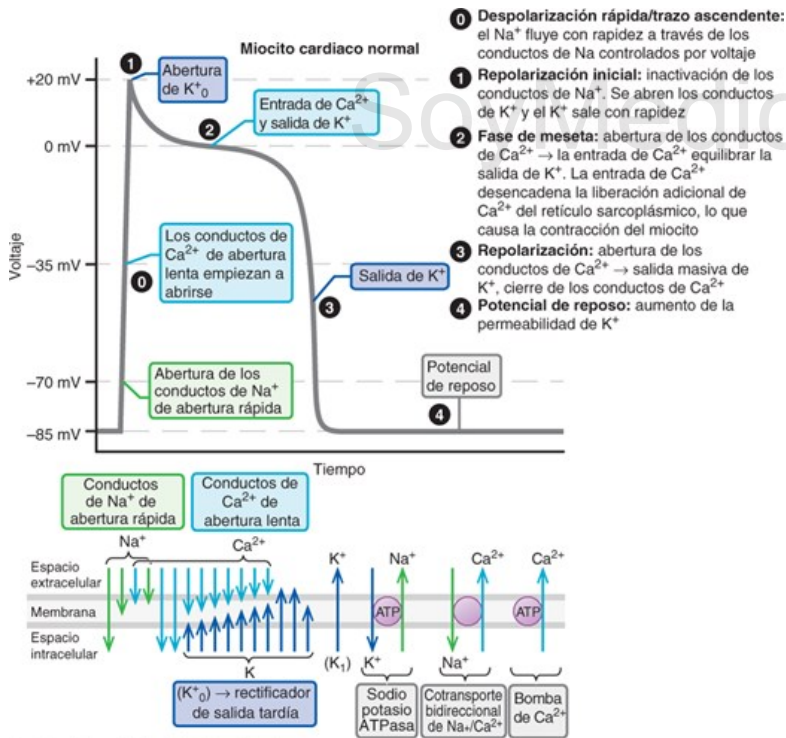 Miocito cardiaco normal
+20 mV
0 mV
−35 mV
−70 mV
−85 mV
Voltaje
Tiempo
1
Abertura
de K⁺₀
Entrada de Ca²⁺
y salida de K⁺
2
Los conductos de
Ca²⁺ de abertura
lenta empiezan a
abrirse
0
Salida de K⁺
3
Abertura de los
conductos de Na⁺
de abertura rápida
Potencial
de reposo
4
0 Despolarización rápida/trazo ascendente:
el Na⁺ fluye con rapidez a través de los
conductos de Na controlados por voltaje
1 Repolarización inicial: inactivación de los
conductos de Na⁺. Se abren los conductos
de K⁺ y el K⁺ sale con rapidez
2 Fase de meseta: abertura de los conductos
de Ca²⁺ → la entrada de Ca²⁺ equilibrar la
salida de K⁺. La entrada de Ca²⁺
desencadena la liberación adicional de
Ca²⁺ del retículo sarcoplásmico, lo que
causa la contracción del miocito
3 Repolarización: abertura de los
conductos de Ca²⁺ → salida masiva de
K⁺, cierre de los conductos de Ca²⁺
4 Potencial de reposo: aumento de la
permeabilidad de K⁺
SoyMedic
Conductos
de Na⁺ de
abertura rápida
Conductos de
Ca²⁺ de
abertura lenta
Na⁺
Ca²⁺
K⁺
Na⁺
Ca²⁺
Ca²⁺
Espacio
extracelular
Membrana
Espacio
intracelular
ATP
ATP
K
(K₁)
K⁺
Na⁺
(K⁺₀) → rectificador
de salida tardía
Sodio
potasio
ATPasa
Cotransporte
bidireccional
de Na+/Ca²⁺
Bomba
de Ca²⁺